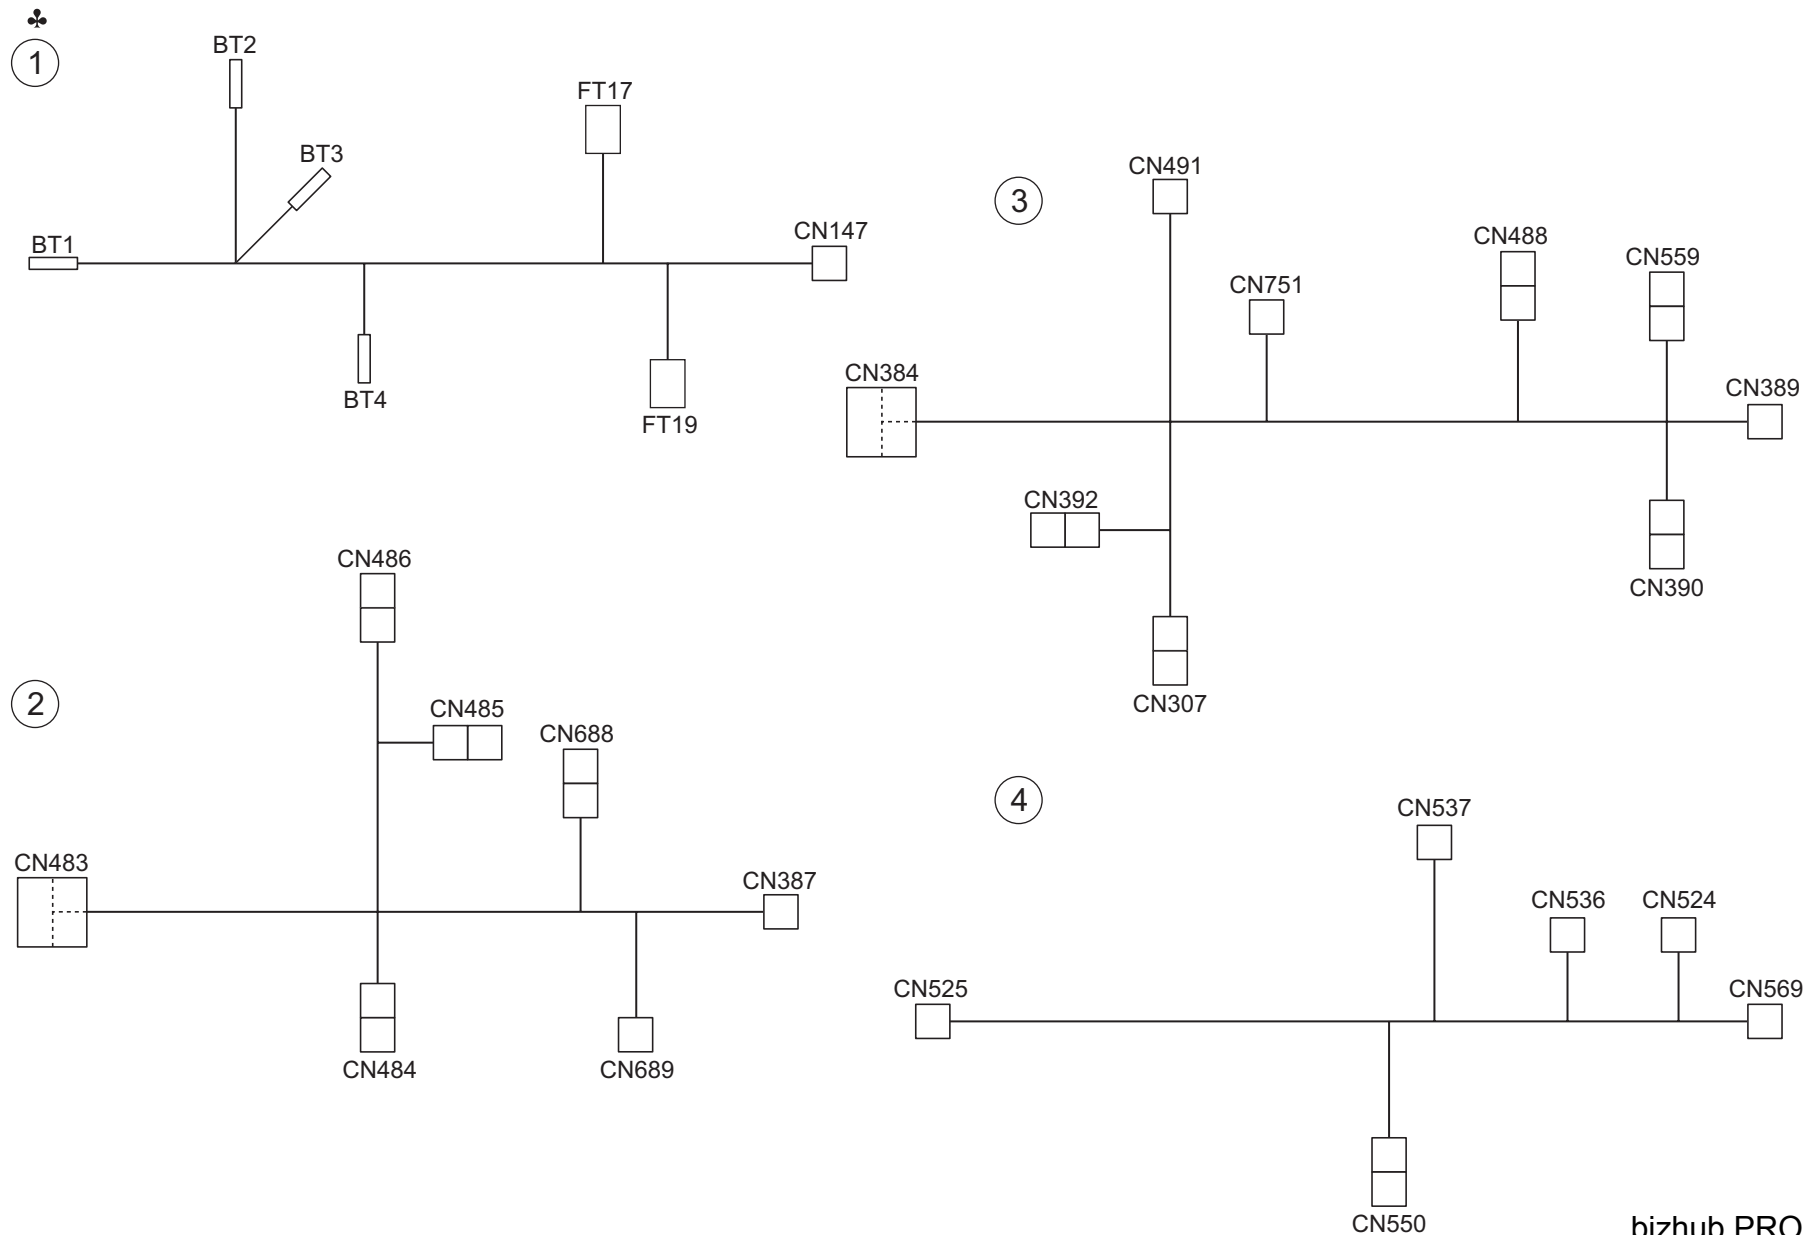 ♣
1
BT2
BT3
BT1
BT4
FT17
CN147
FT19
2
CN486
CN485
CN688
CN483
CN387
CN484
CN689
3
CN491
CN488
CN559
CN751
CN384
CN389
CN392
CN390
CN307
4
CN537
CN536
CN524
CN525
CN569
CN550
bizhub PRO